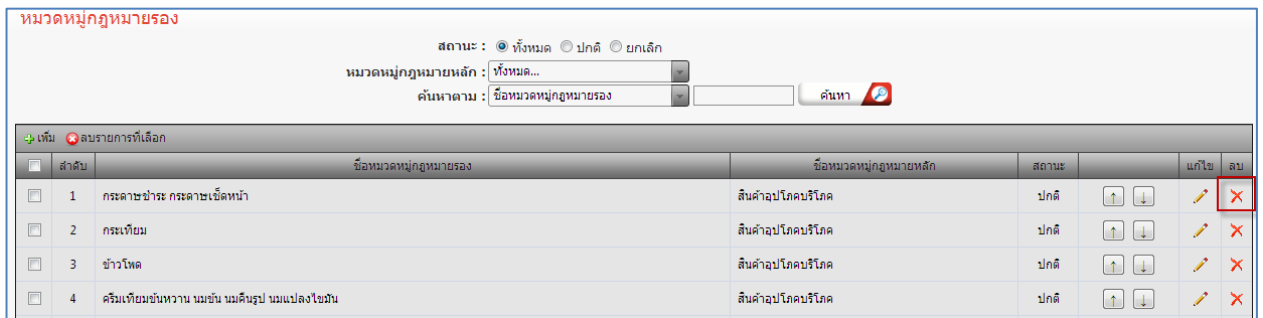 หมวดหมู่กฎหมายรอง
สถานะ : ทั้งหมด ปกติ ยกเลิก
หมวดหมู่กฎหมายหลัก : ทั้งหมด...
ค้นหาตาม : ชื่อหมวดหมู่กฎหมายรอง ค้นหา
เพิ่ม ลบรายการที่เลือก
ลำดับ ชื่อหมวดหมู่กฎหมายรอง ชื่อหมวดหมู่กฎหมายหลัก สถานะ แก้ไข ลบ
1 กระดาษชำระ กระดาษเช็ดหน้า สินค้าอุปโภคบริโภค ปกติ ↑ ↓
2 กระเทียม สินค้าอุปโภคบริโภค ปกติ ↑ ↓
3 ข้าวโพด สินค้าอุปโภคบริโภค ปกติ ↑ ↓
4 ครีมเทียมข้นหวาน นมข้น นมคืนรูป นมแปลงไขมัน สินค้าอุปโภคบริโภค ปกติ ↑ ↓